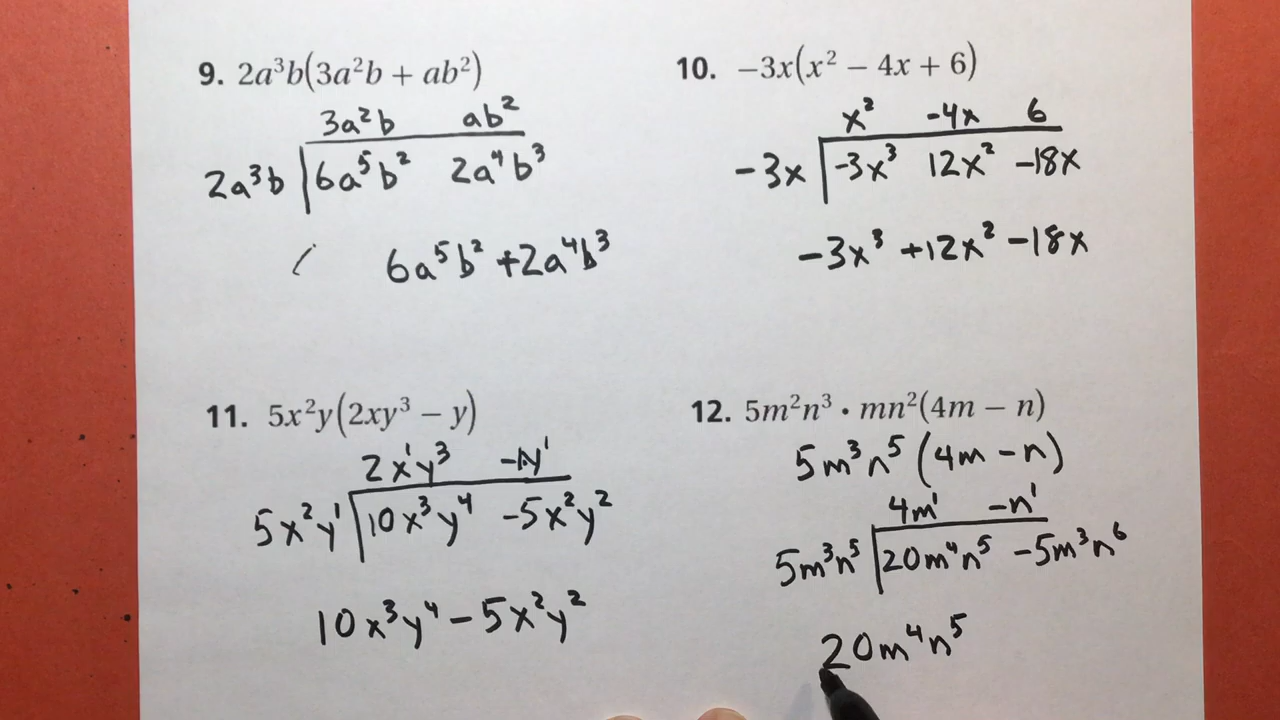 9. 2a³b(3a²b + ab²)
3a²b ab²
2a³b 6a⁵b² 2a⁴b³
6a⁵b² +2a⁴b³
10. −3x(x² − 4x + 6)
x² -4x 6
-3x -3x³ 12x² -18x
-3x³ +12x² -18x
11. 5x²y(2xy³ − y)
2x¹y³ -1y¹
5x²y¹ 10x³y⁴ -5x²y²
10x³y⁴ - 5x²y²
12. 5m²n³ • mn²(4m − n)
5m³n⁵ (4m - n)
4m¹ -n¹
5m³n⁵ 20m⁴n⁵ -5m³n⁶
20m⁴n⁵